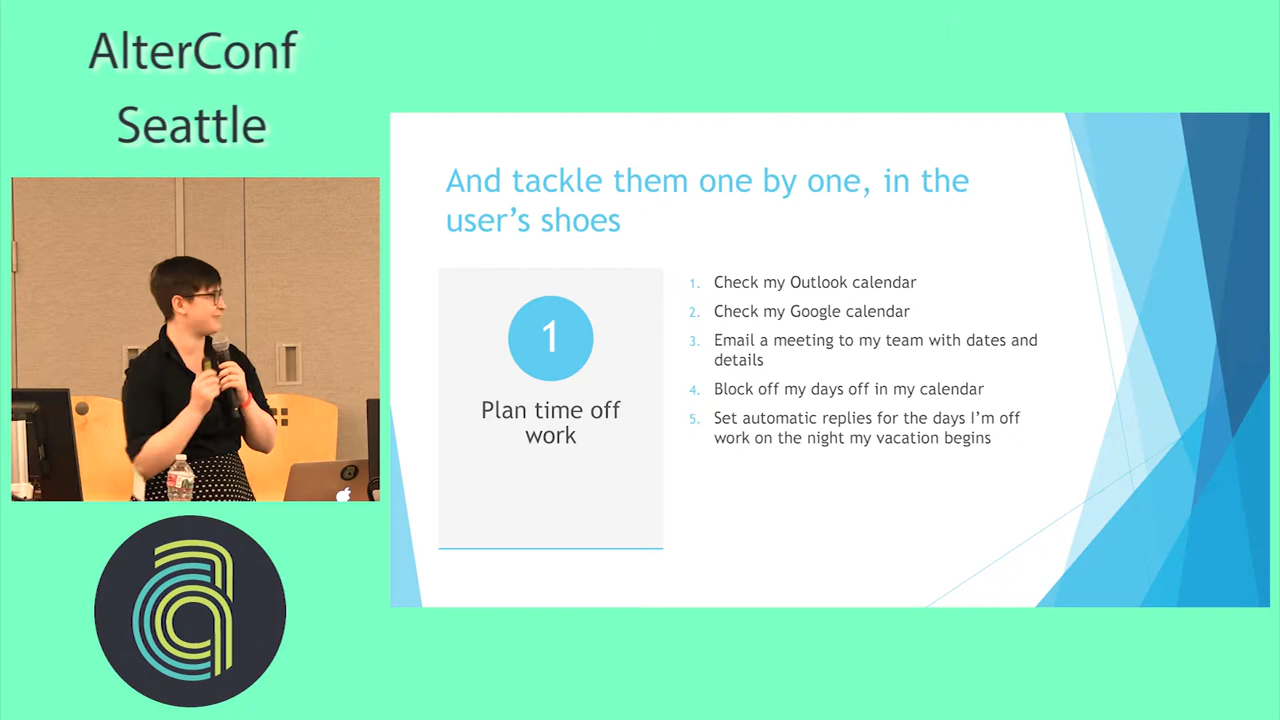 AlterConf
Seattle
And tackle them one by one, in the
user's shoes
1
Plan time off
work
1. Check my Outlook calendar
2. Check my Google calendar
3. Email a meeting to my team with dates and
details
4. Block off my days off in my calendar
5. Set automatic replies for the days I'm off
work on the night my vacation begins